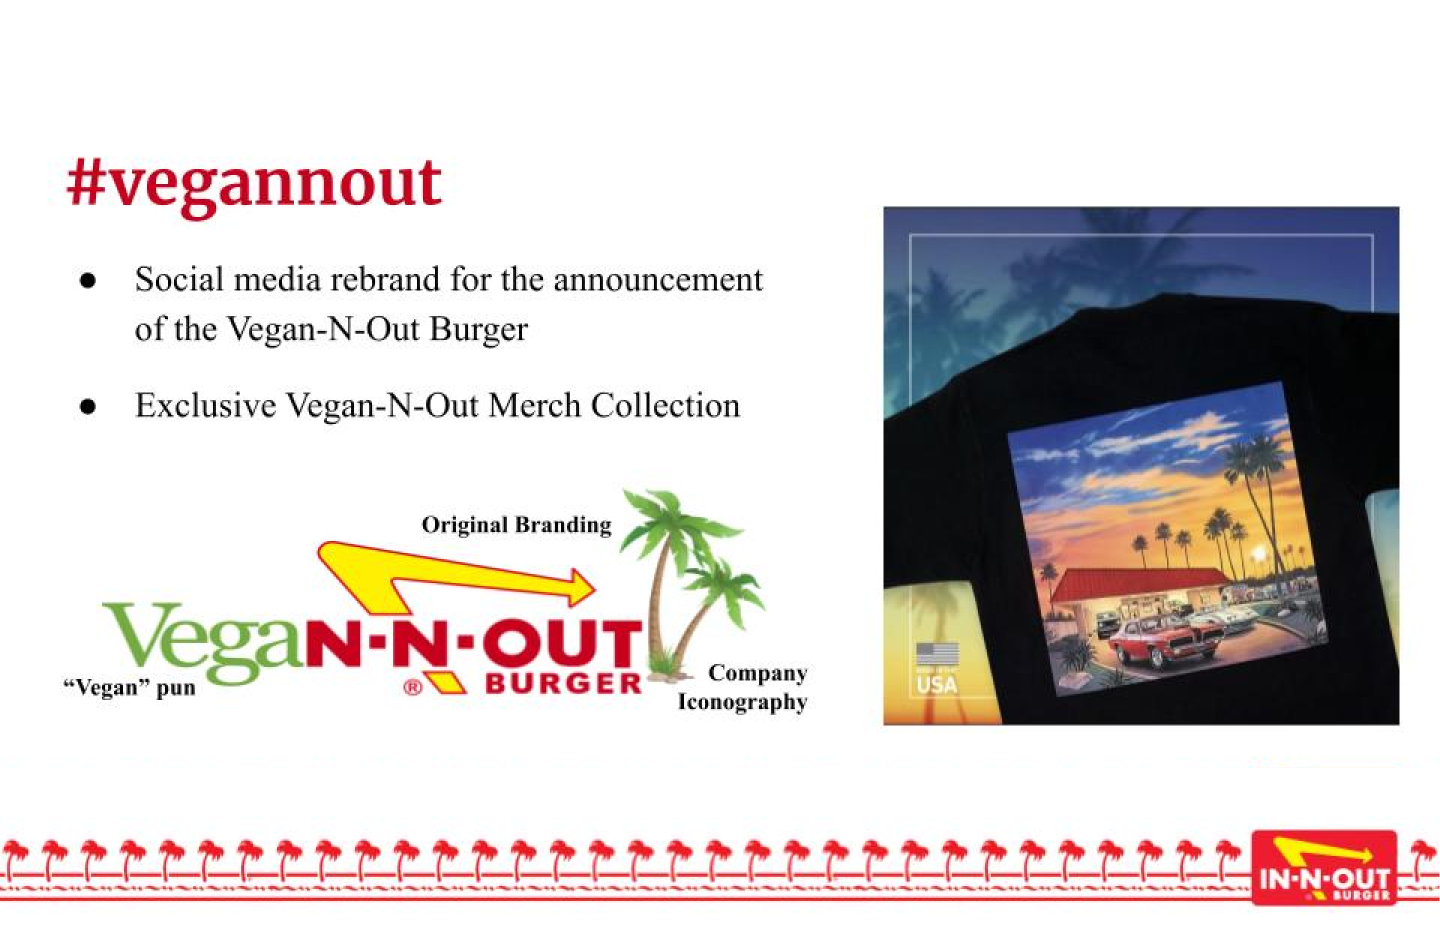 #vegannout
● Social media rebrand for the announcement
of the Vegan-N-Out Burger
● Exclusive Vegan-N-Out Merch Collection
Original Branding
VegaN-N-OUT
® BURGER
“Vegan” pun
Company
Iconography
USA
IN-N-OUT
BURGER